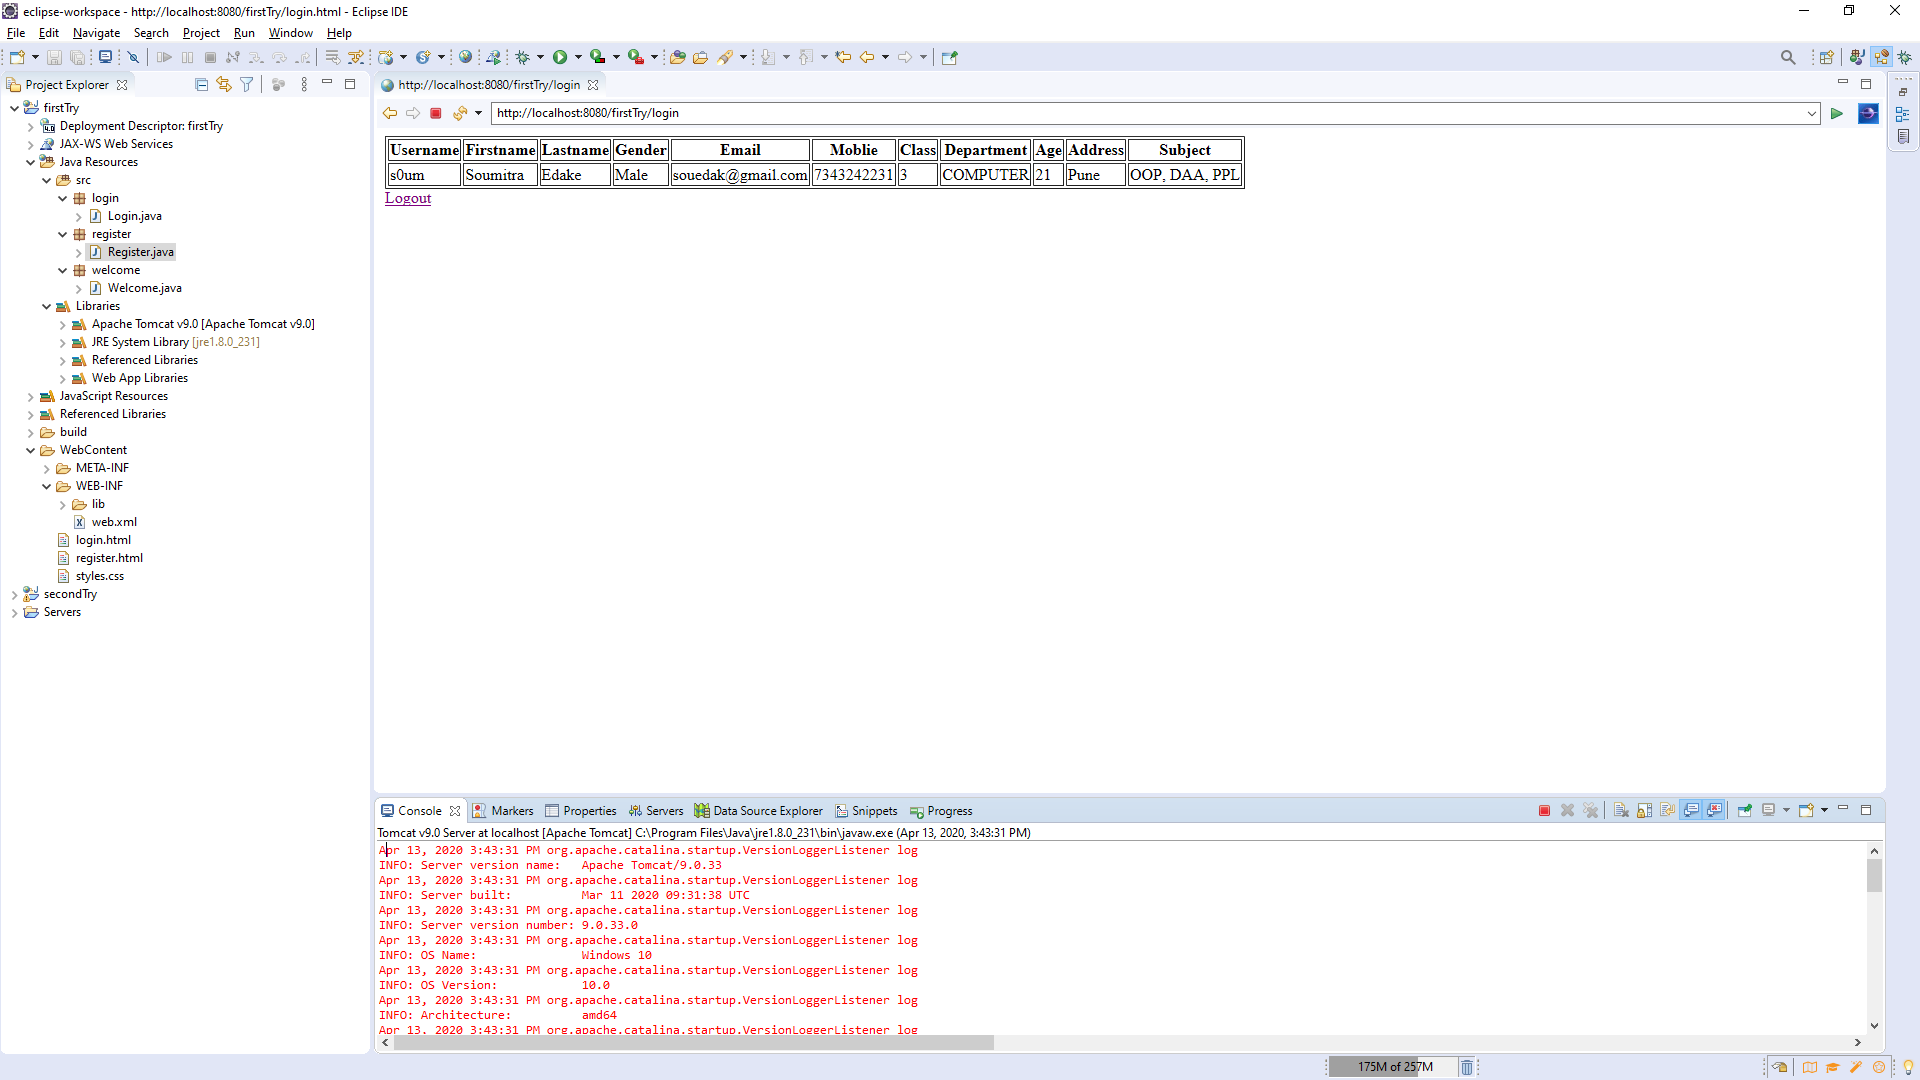 eclipse-workspace - http://localhost:8080/firstTry/login.html - Eclipse IDE
File Edit Navigate Search Project Run Window Help
Project Explorer
firstTry
Deployment Descriptor: firstTry
JAX-WS Web Services
Java Resources
src
login
Login.java
register
Register.java
welcome
Welcome.java
Libraries
Apache Tomcat v9.0 [Apache Tomcat v9.0]
JRE System Library [jre1.8.0_231]
Referenced Libraries
Web App Libraries
JavaScript Resources
Referenced Libraries
build
WebContent
META-INF
WEB-INF
lib
web.xml
login.html
register.html
styles.css
secondTry
Servers
http://localhost:8080/firstTry/login
http://localhost:8080/firstTry/login
Username Firstname Lastname Gender Email Moblie Class Department Age Address Subject
s0um Soumitra Edake Male souedak@gmail.com 7343242231 3 COMPUTER 21 Pune OOP, DAA, PPL
Logout
Console Markers Properties Servers Data Source Explorer Snippets Progress
Tomcat v9.0 Server at localhost [Apache Tomcat] C:\Program Files\Java\jre1.8.0_231\bin\javaw.exe (Apr 13, 2020, 3:43:31 PM)
Apr 13, 2020 3:43:31 PM org.apache.catalina.startup.VersionLoggerListener log
INFO: Server version name: Apache Tomcat/9.0.33
Apr 13, 2020 3:43:31 PM org.apache.catalina.startup.VersionLoggerListener log
INFO: Server built: Mar 11 2020 09:31:38 UTC
Apr 13, 2020 3:43:31 PM org.apache.catalina.startup.VersionLoggerListener log
INFO: Server version number: 9.0.33.0
Apr 13, 2020 3:43:31 PM org.apache.catalina.startup.VersionLoggerListener log
INFO: OS Name: Windows 10
Apr 13, 2020 3:43:31 PM org.apache.catalina.startup.VersionLoggerListener log
INFO: OS Version: 10.0
Apr 13, 2020 3:43:31 PM org.apache.catalina.startup.VersionLoggerListener log
INFO: Architecture: amd64
Apr 13, 2020 3:43:31 PM org.apache.catalina.startup.VersionLoggerListener log
175M of 257M